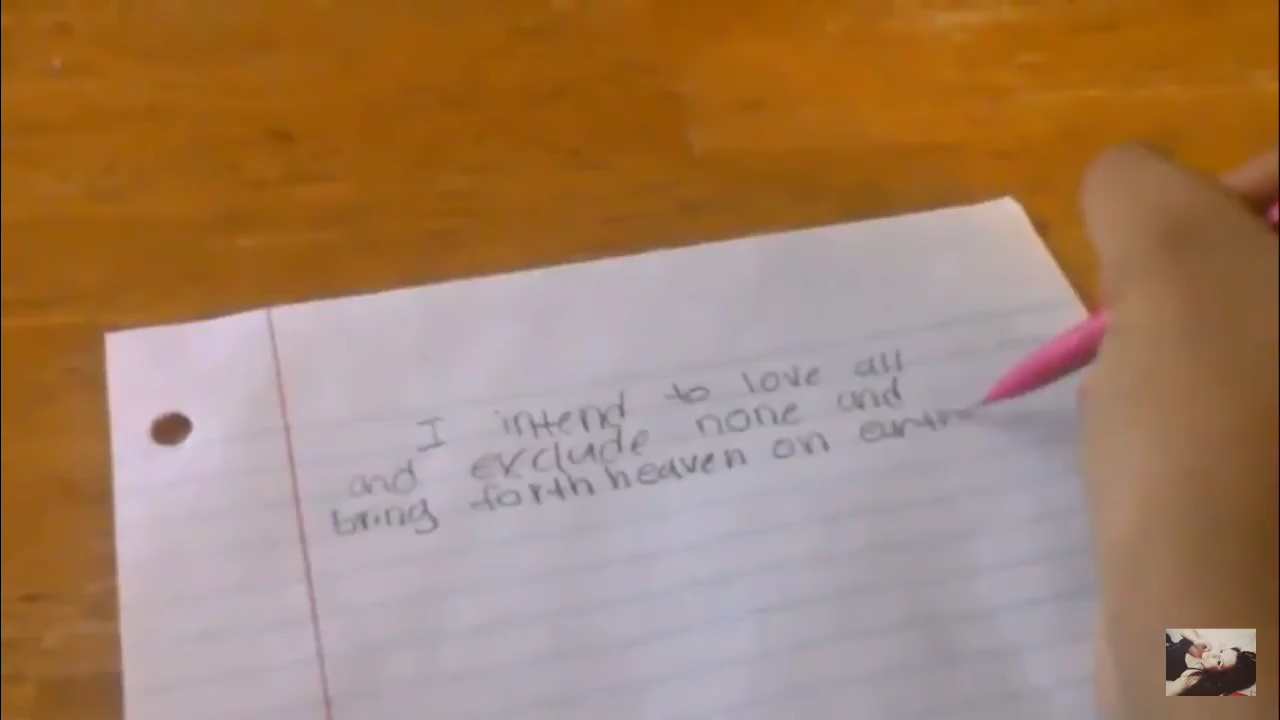 I intend to love all
and exclude none and
bring forth heaven on earth